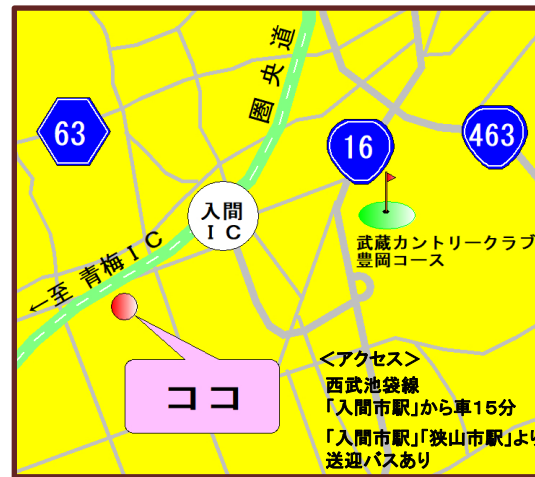 圏央道
63
16
463
入間
ＩＣ
武蔵カントリークラブ
豊岡コース
←至 青梅ＩＣ
ココ
＜アクセス＞
西武池袋線
「入間市駅」から車１５分
「入間市駅」「狭山市駅」より
送迎バスあり